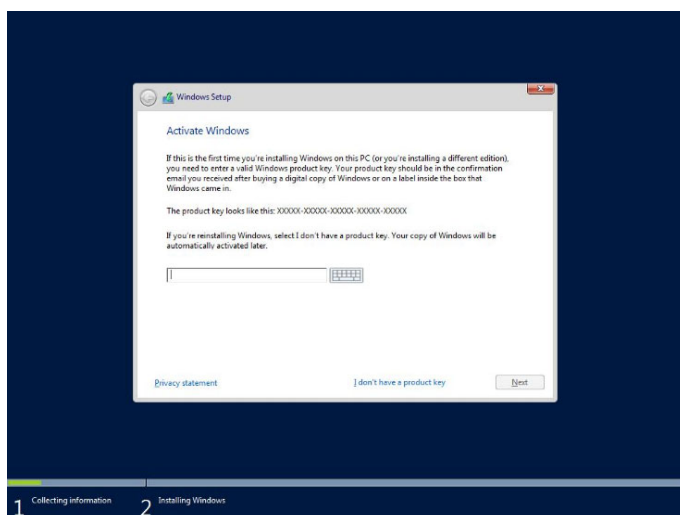 Windows Setup
Activate Windows
If this is the first time you're installing Windows on this PC (or you're installing a different edition),
you need to enter a valid Windows product key. Your product key should be in the confirmation
email you received after buying a digital copy of Windows or on a label inside the box that
Windows came in.
The product key looks like this: XXXXX-XXXXX-XXXXX-XXXXX-XXXXX
If you're reinstalling Windows, select I don't have a product key. Your copy of Windows will be
automatically activated later.
Privacy statement
I don't have a product key
Next
1 Collecting information
2 Installing Windows